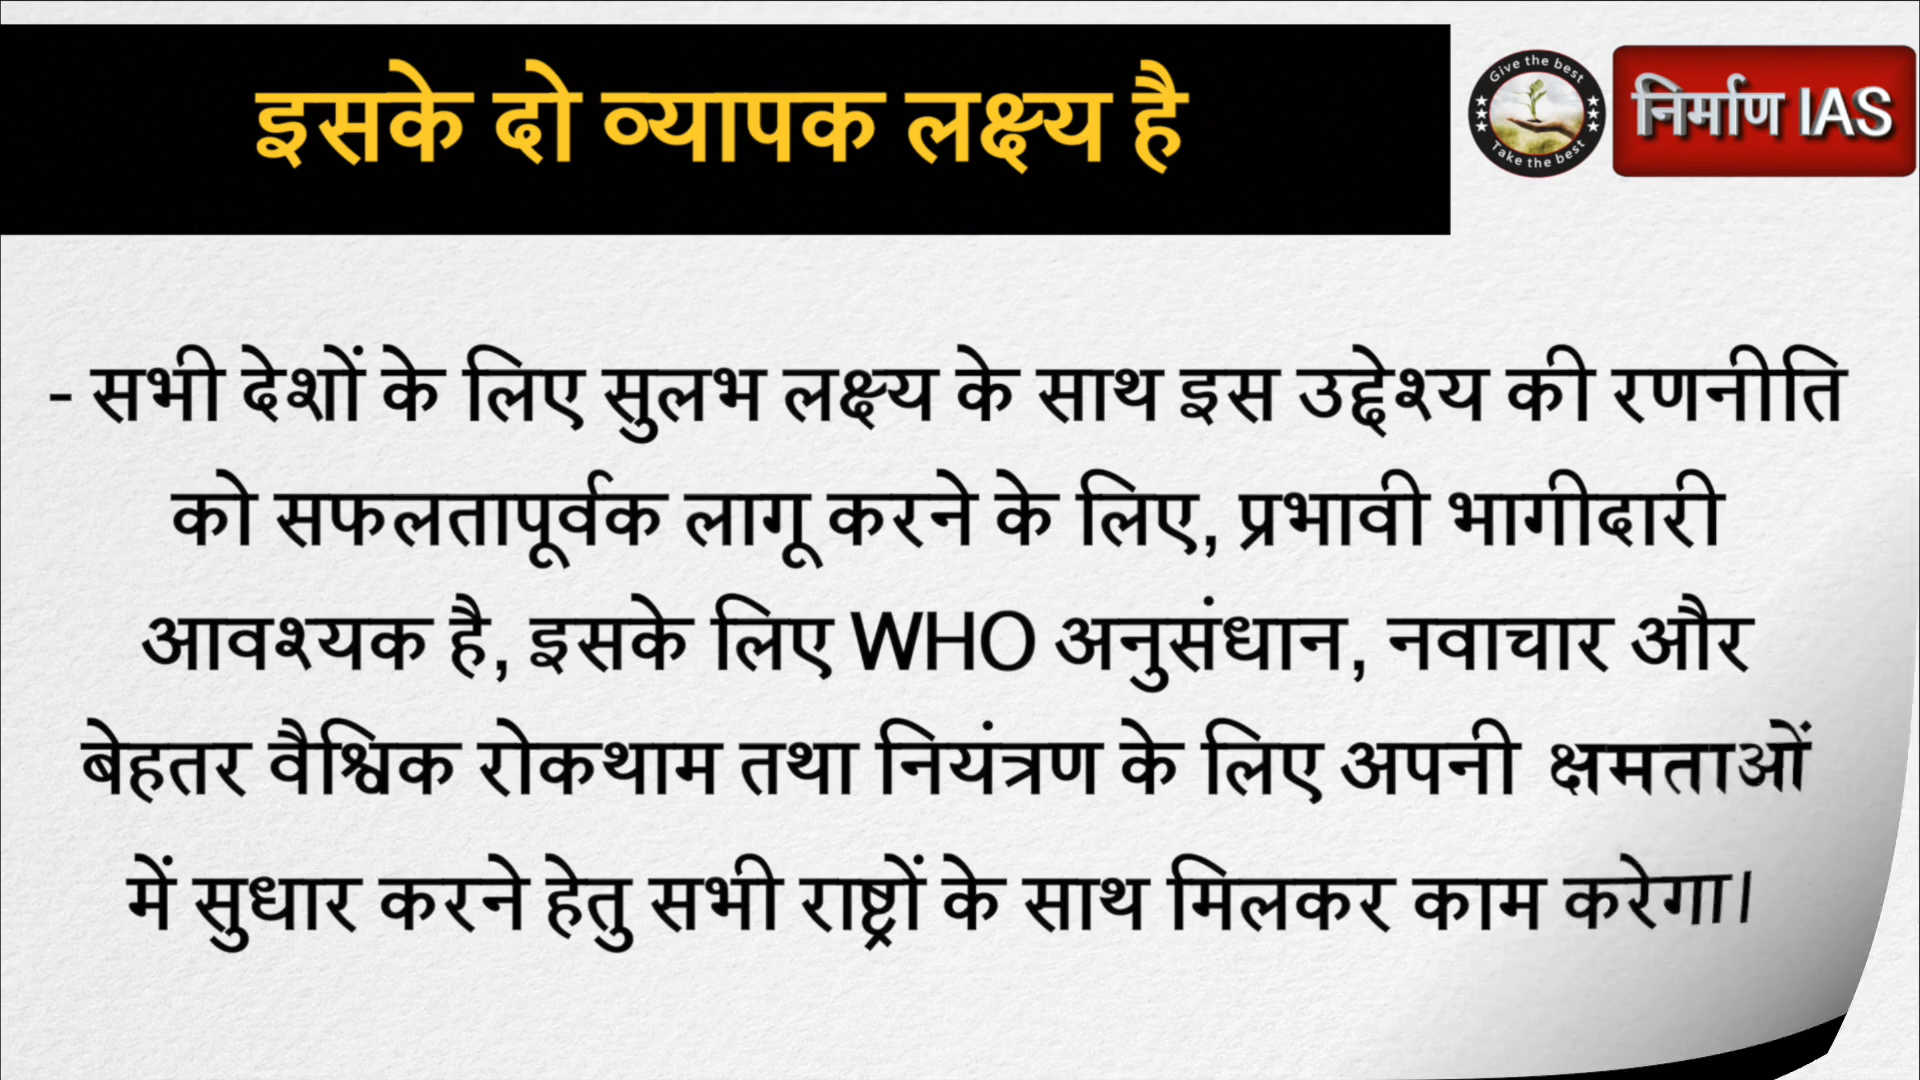 इसके दो व्यापक लक्ष्य है
Give the best
Take the best
निर्माण IAS
- सभी देशों के लिए सुलभ लक्ष्य के साथ इस उद्देश्य की रणनीति
को सफलतापूर्वक लागू करने के लिए, प्रभावी भागीदारी
आवश्यक है, इसके लिए WHO अनुसंधान, नवाचार और
बेहतर वैश्विक रोकथाम तथा नियंत्रण के लिए अपनी क्षमताओं
में सुधार करने हेतु सभी राष्ट्रों के साथ मिलकर काम करेगा।